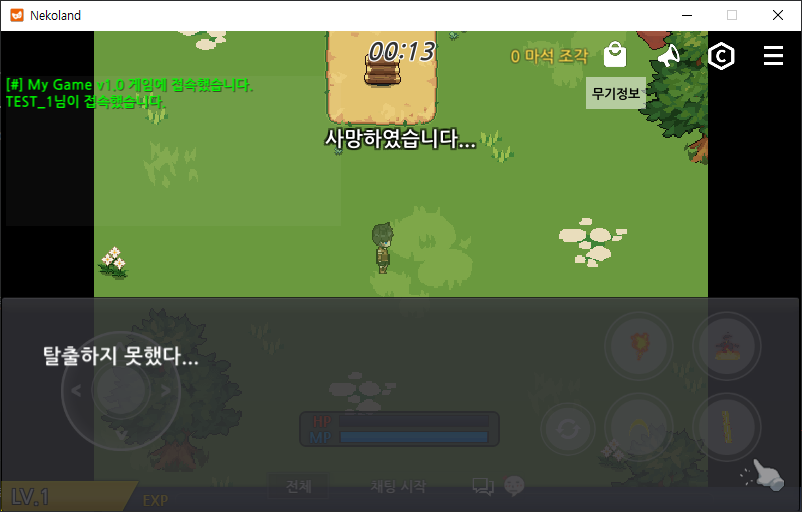 Nekoland
00:13
0 마석 조각
[#] My Game v1.0 게임에 접속했습니다.
TEST_1님이 접속했습니다.
무기정보
사망하였습니다...
탈출하지 못했다...
HP
MP
전체
채팅 시작
LV.1
EXP